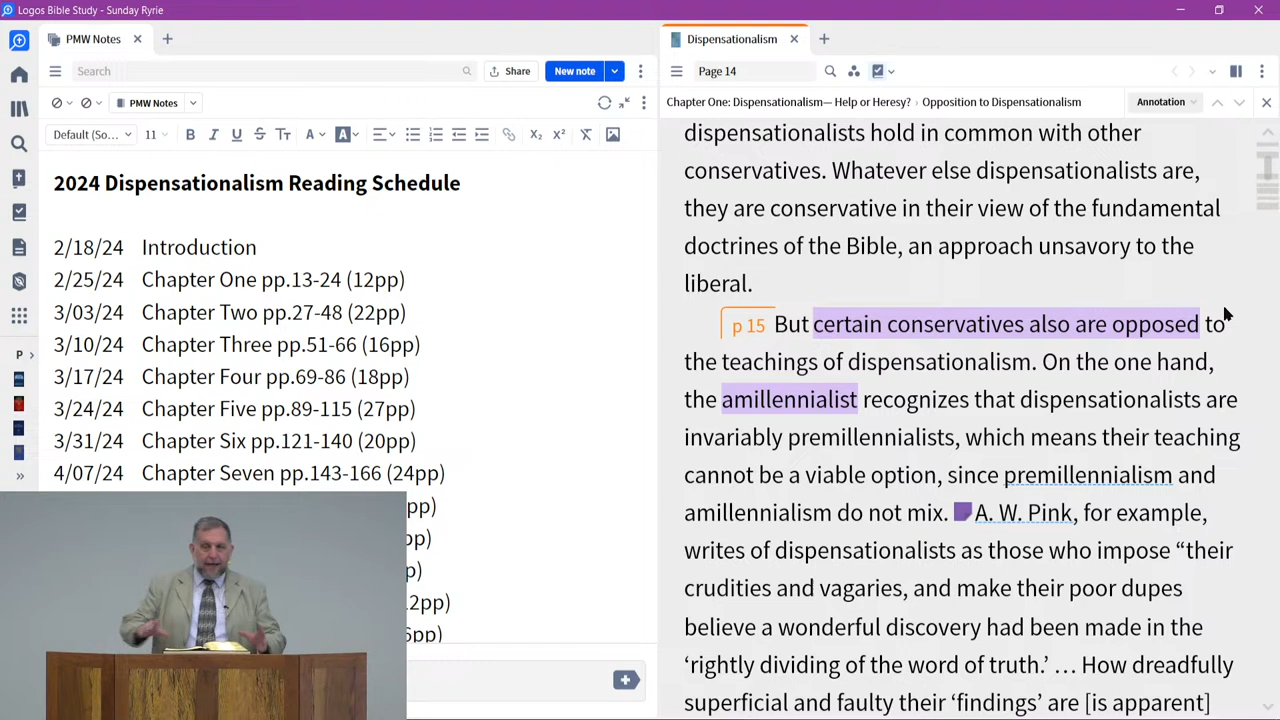 Logos Bible Study - Sunday Ryrie
PMW Notes
Search
Share
New note
PMW Notes
Default (So...
11
2024 Dispensationalism Reading Schedule
2/18/24 Introduction
2/25/24 Chapter One pp.13-24 (12pp)
3/03/24 Chapter Two pp.27-48 (22pp)
3/10/24 Chapter Three pp.51-66 (16pp)
3/17/24 Chapter Four pp.69-86 (18pp)
3/24/24 Chapter Five pp.89-115 (27pp)
3/31/24 Chapter Six pp.121-140 (20pp)
4/07/24 Chapter Seven pp.143-166 (24pp)
pp)
pp)
p)
2pp)
6pp)
P
Dispensationalism
Page 14
Chapter One: Dispensationalism— Help or Heresy? › Opposition to Dispensationalism
Annotation
dispensationalists hold in common with other
conservatives. Whatever else dispensationalists are,
they are conservative in their view of the fundamental
doctrines of the Bible, an approach unsavory to the
liberal.
p 15 But certain conservatives also are opposed to
the teachings of dispensationalism. On the one hand,
the amillennialist recognizes that dispensationalists are
invariably premillennialists, which means their teaching
cannot be a viable option, since premillennialism and
amillennialism do not mix. A. W. Pink, for example,
writes of dispensationalists as those who impose “their
crudities and vagaries, and make their poor dupes
believe a wonderful discovery had been made in the
‘rightly dividing of the word of truth.’ … How dreadfully
superficial and faulty their ‘findings’ are [is apparent]